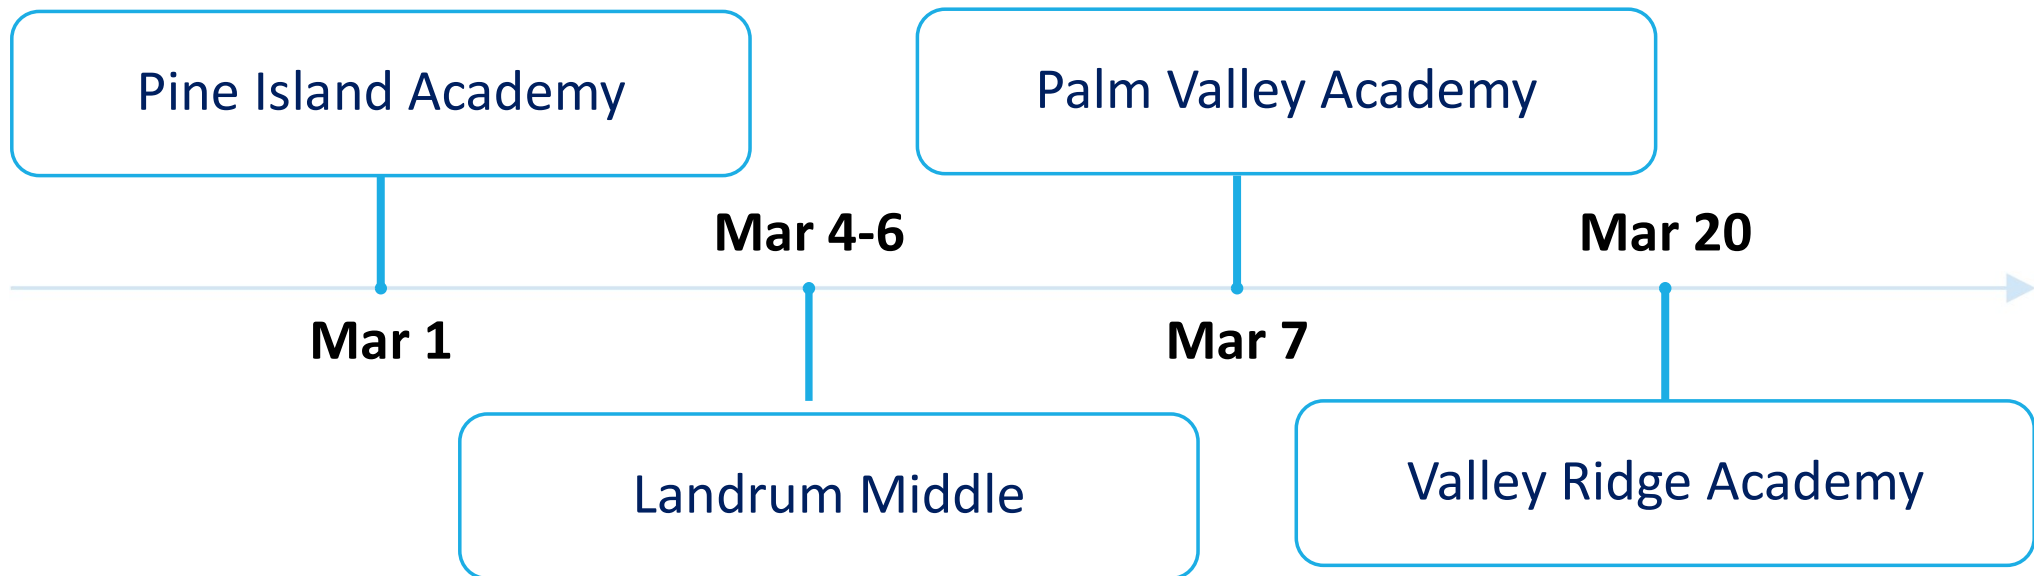 Pine Island Academy
Palm Valley Academy
Mar 4-6
Mar 20
Mar 1
Mar 7
Landrum Middle
Valley Ridge Academy